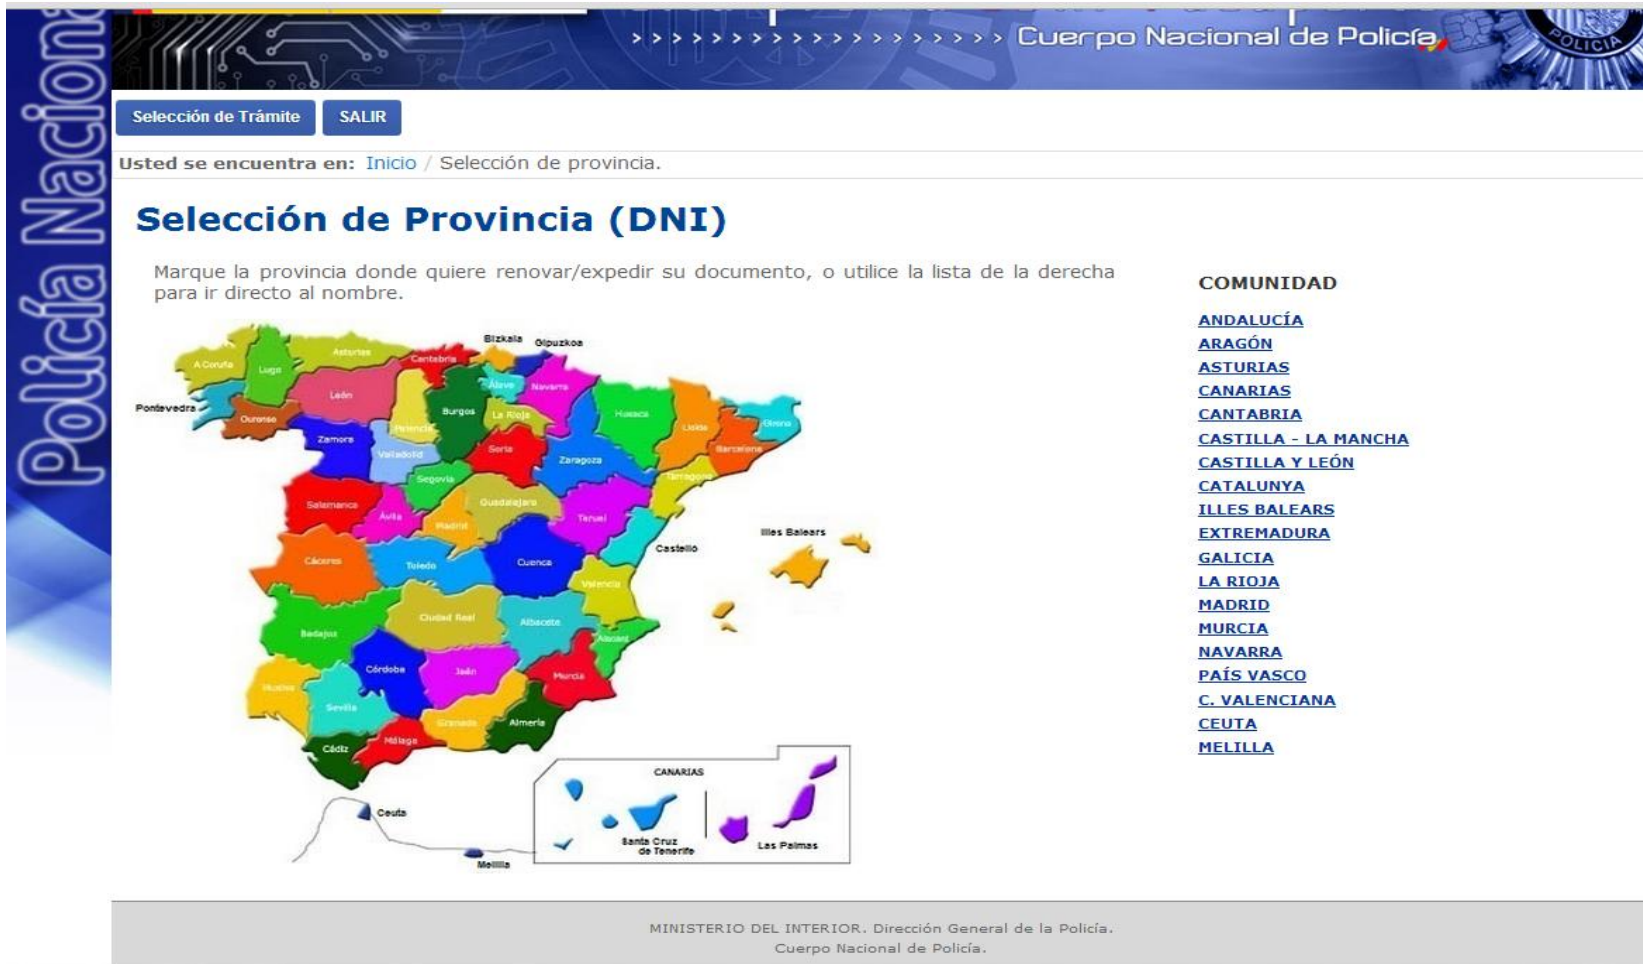 Cuerpo Nacional de Policía
POLICIA
Policía Naciona
Selección de Trámite
SALIR
Usted se encuentra en: Inicio / Selección de provincia.
Selección de Provincia (DNI)
Marque la provincia donde quiere renovar/expedir su documento, o utilice la lista de la derecha
para ir directo al nombre.
Bizkaia
Gipuzkoa
A Coruña
Lugo
Asturias
Cantabria
Álava
Navarra
Pontevedra
Ourense
León
Palencia
Burgos
La Rioja
Huesca
Lleida
Girona
Barcelona
Zamora
Valladolid
Soria
Zaragoza
Tarragona
Segovia
Salamanca
Ávila
Madrid
Guadalajara
Teruel
Illes Balears
Castelló
Cáceres
Toledo
Cuenca
Valencia
Badajoz
Ciudad Real
Albacete
Alacant
Córdoba
Jaén
Murcia
Huelva
Sevilla
Granada
Almería
Cádiz
Málaga
CANARIAS
Ceuta
Santa Cruz
de Tenerife
Las Palmas
Melilla
COMUNIDAD
ANDALUCÍA
ARAGÓN
ASTURIAS
CANARIAS
CANTABRIA
CASTILLA - LA MANCHA
CASTILLA Y LEÓN
CATALUNYA
ILLES BALEARS
EXTREMADURA
GALICIA
LA RIOJA
MADRID
MURCIA
NAVARRA
PAÍS VASCO
C. VALENCIANA
CEUTA
MELILLA
MINISTERIO DEL INTERIOR. Dirección General de la Policía.
Cuerpo Nacional de Policía.